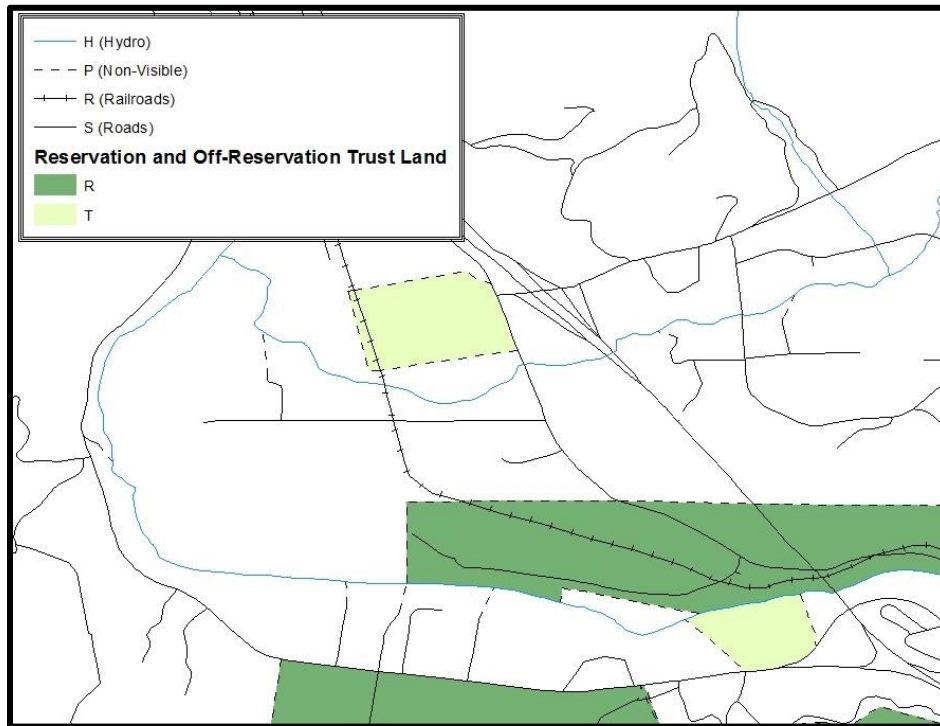 H (Hydro)
P (Non-Visible)
R (Railroads)
S (Roads)
Reservation and Off-Reservation Trust Land
R
T